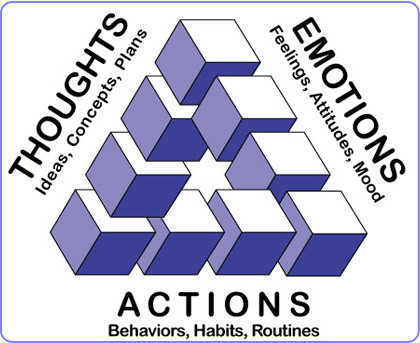 THOUGHTS
Ideas, Concepts, Plans
EMOTIONS
Feelings, Attitudes, Mood
ACTIONS
Behaviors, Habits, Routines